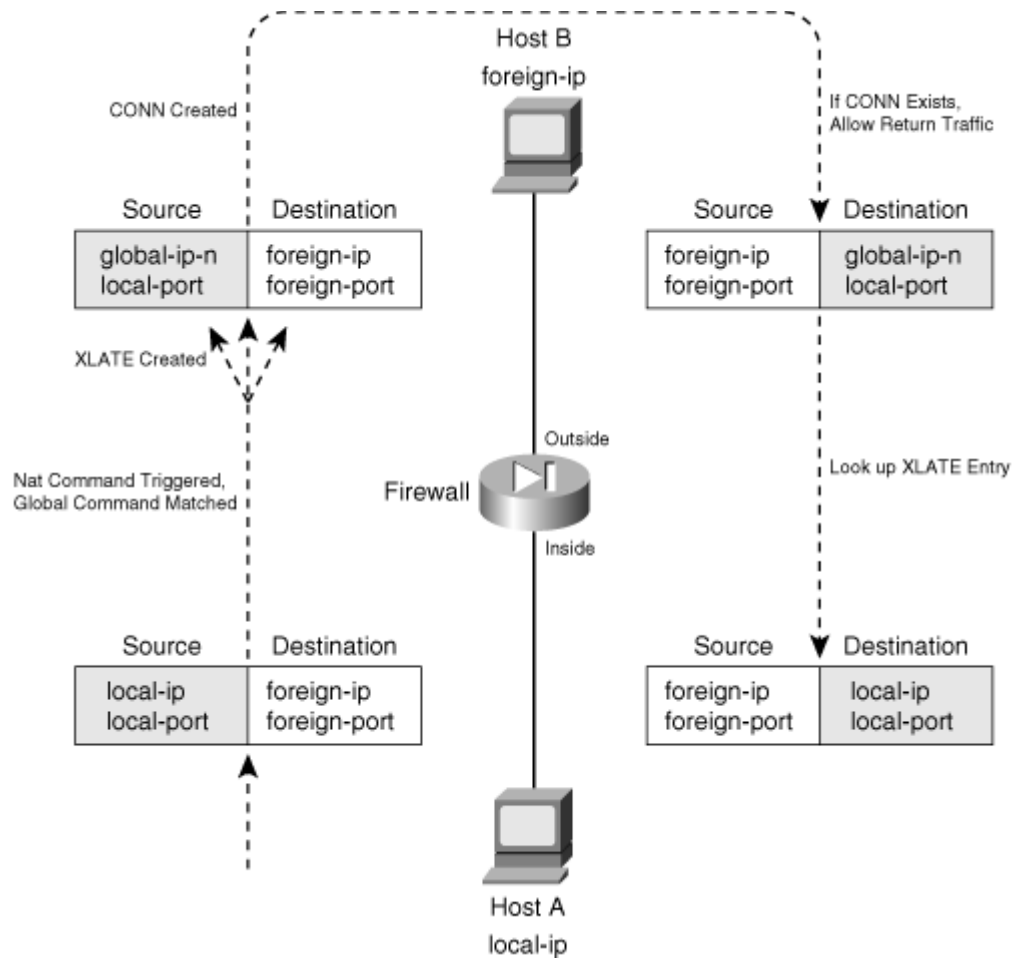 Host B
foreign-ip
CONN Created
If CONN Exists,
Allow Return Traffic
Source Destination
global-ip-n foreign-ip
local-port foreign-port
Source Destination
foreign-ip global-ip-n
foreign-port local-port
XLATE Created
Nat Command Triggered,
Global Command Matched
Outside
Firewall
Inside
Look up XLATE Entry
Source Destination
local-ip foreign-ip
local-port foreign-port
Source Destination
foreign-ip local-ip
foreign-port local-port
Host A
local-ip